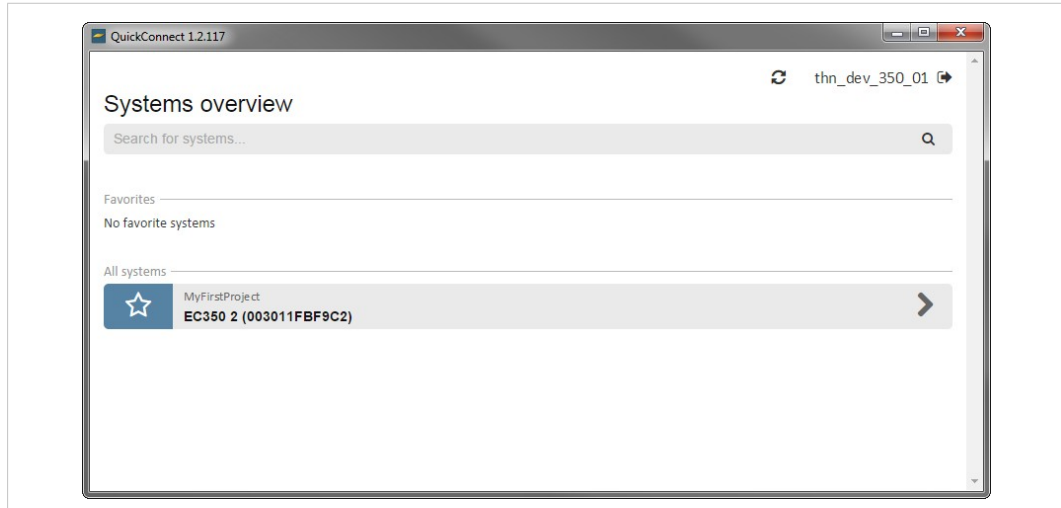 QuickConnect 1.2.117
thn_dev_350_01
Systems overview
Search for systems...
Favorites
No favorite systems
All systems
MyFirstProject
EC350 2 (003011FBF9C2)